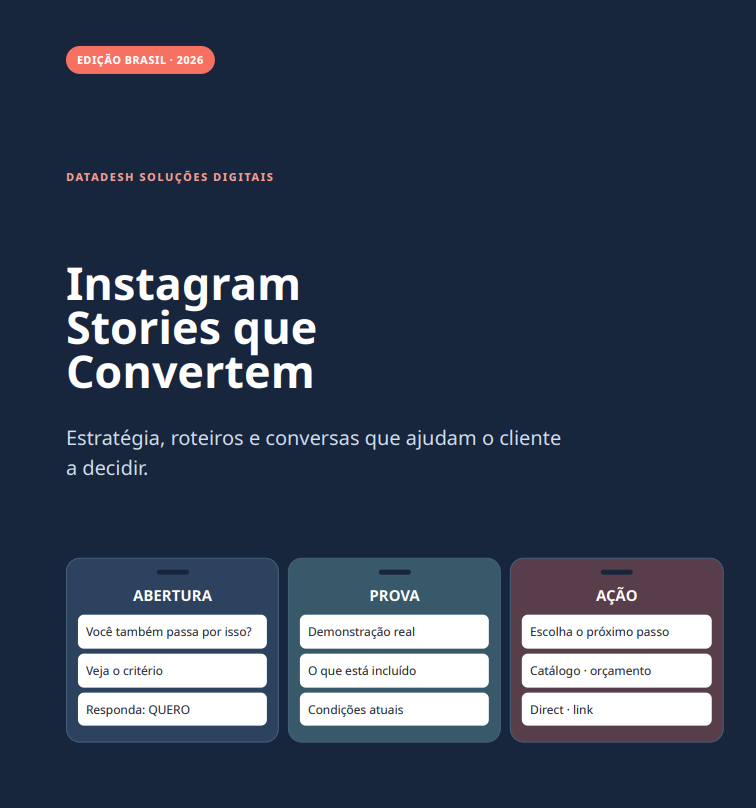 EDIÇÃO BRASIL · 2026
DATADESH SOLUÇÕES DIGITAIS
Instagram
Stories que
Convertem
Estratégia, roteiros e conversas que ajudam o cliente
a decidir.
ABERTURA
Você também passa por isso?
Veja o critério
Responda: QUERO
PROVA
Demonstração real
O que está incluído
Condições atuais
AÇÃO
Escolha o próximo passo
Catálogo · orçamento
Direct · link